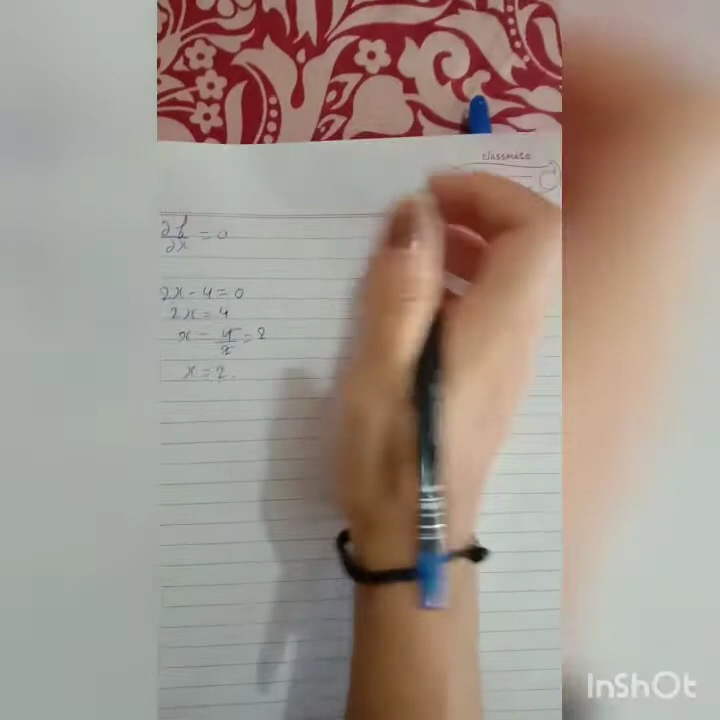 classmate
∂f/∂x = 0
2x - 4 = 0
2x = 4
x = 4/2 = 2
x = 2.
InShOt